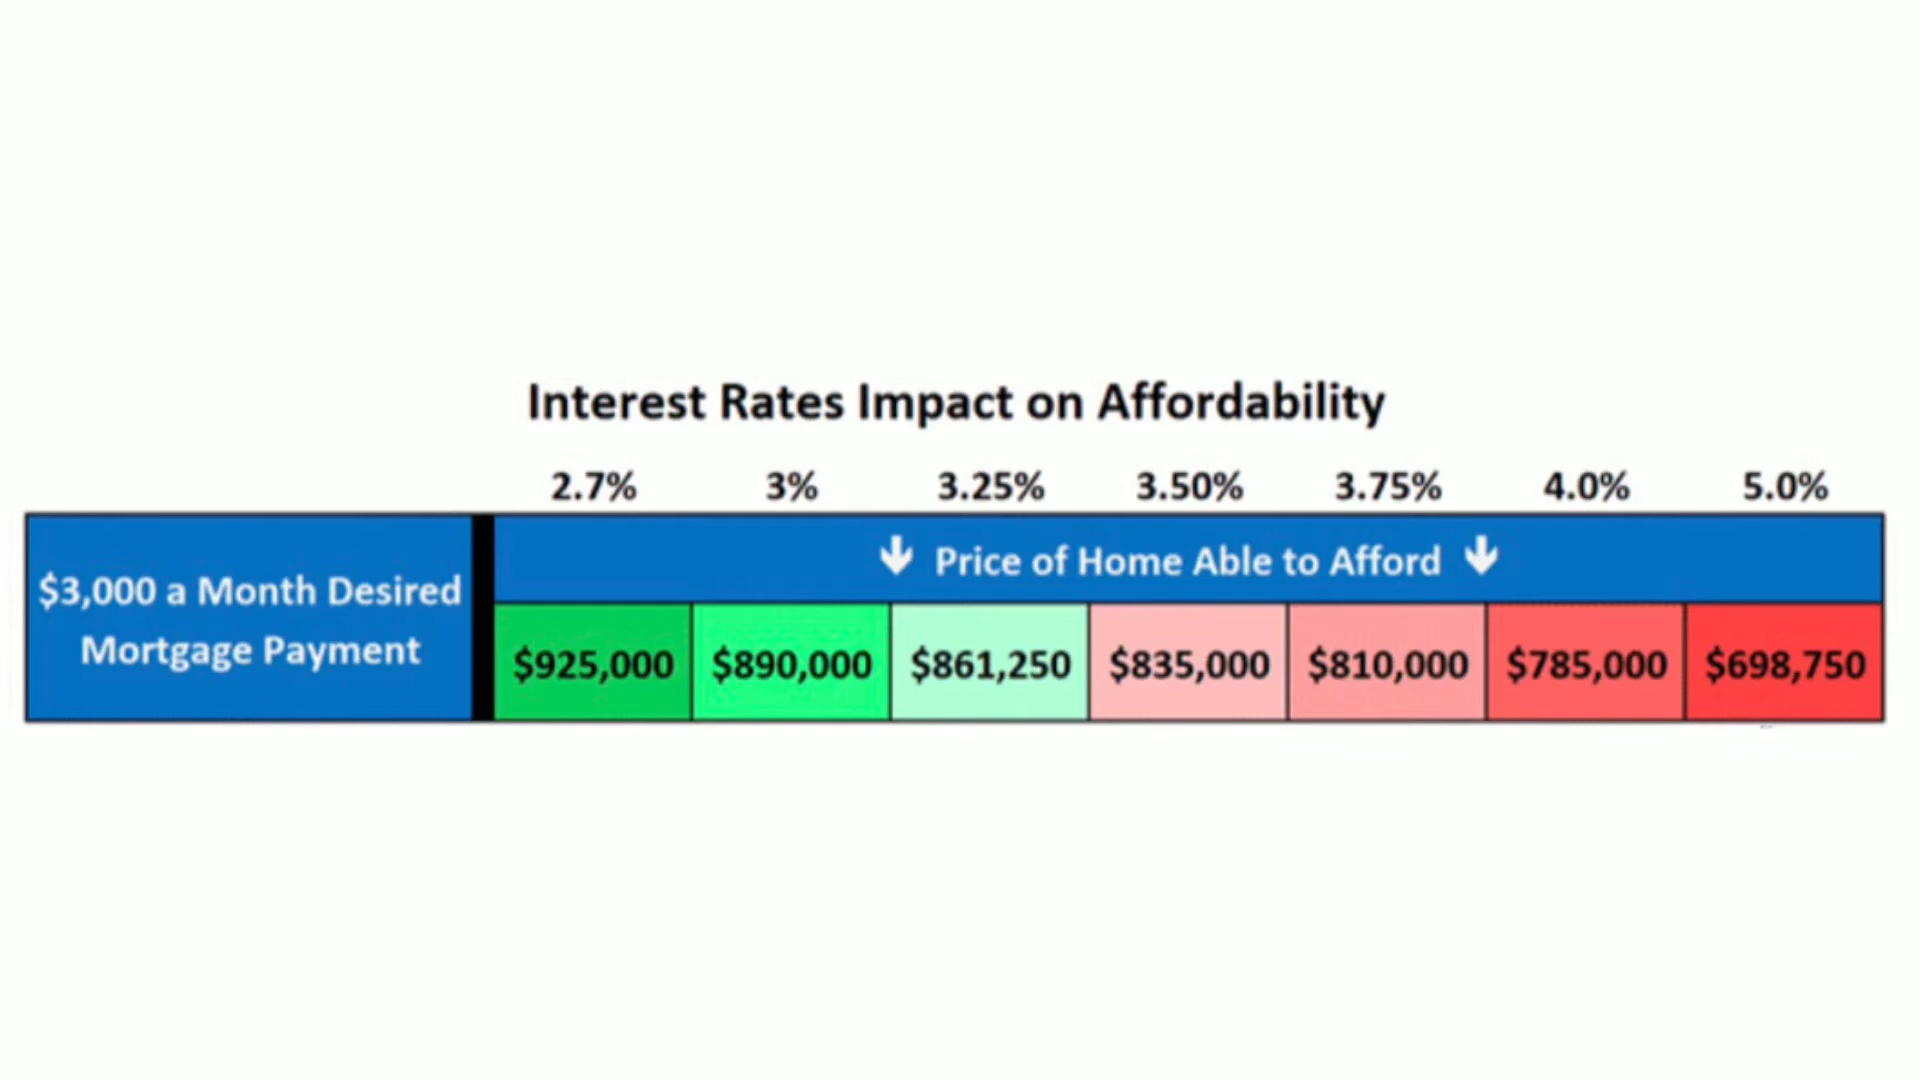 Interest Rates Impact on Affordability
2.7% 3% 3.25% 3.50% 3.75% 4.0% 5.0%
$3,000 a Month Desired
Mortgage Payment
🡻 Price of Home Able to Afford 🡻
$925,000 $890,000 $861,250 $835,000 $810,000 $785,000 $698,750